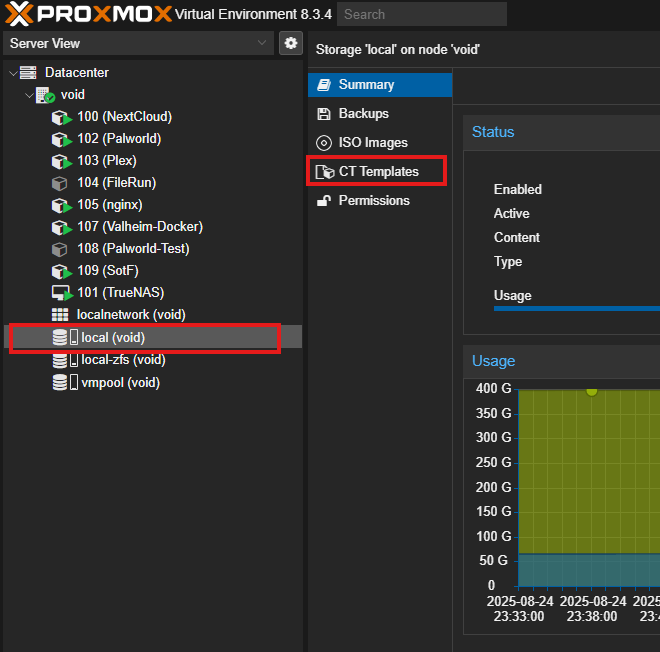 PROXMOX Virtual Environment 8.3.4 Search
Server View
Datacenter
void
100 (NextCloud)
102 (Palworld)
103 (Plex)
104 (FileRun)
105 (nginx)
107 (Valheim-Docker)
108 (Palworld-Test)
109 (SotF)
101 (TrueNAS)
localnetwork (void)
local (void)
local-zfs (void)
vmpool (void)
Storage 'local' on node 'void'
Summary
Backups
ISO Images
CT Templates
Permissions
Status
Enabled
Active
Content
Type
Usage
Usage
400 G
350 G
300 G
250 G
200 G
150 G
100 G
50 G
0
2025-08-24 2025-08-24 2025
23:33:00 23:38:00 23:4